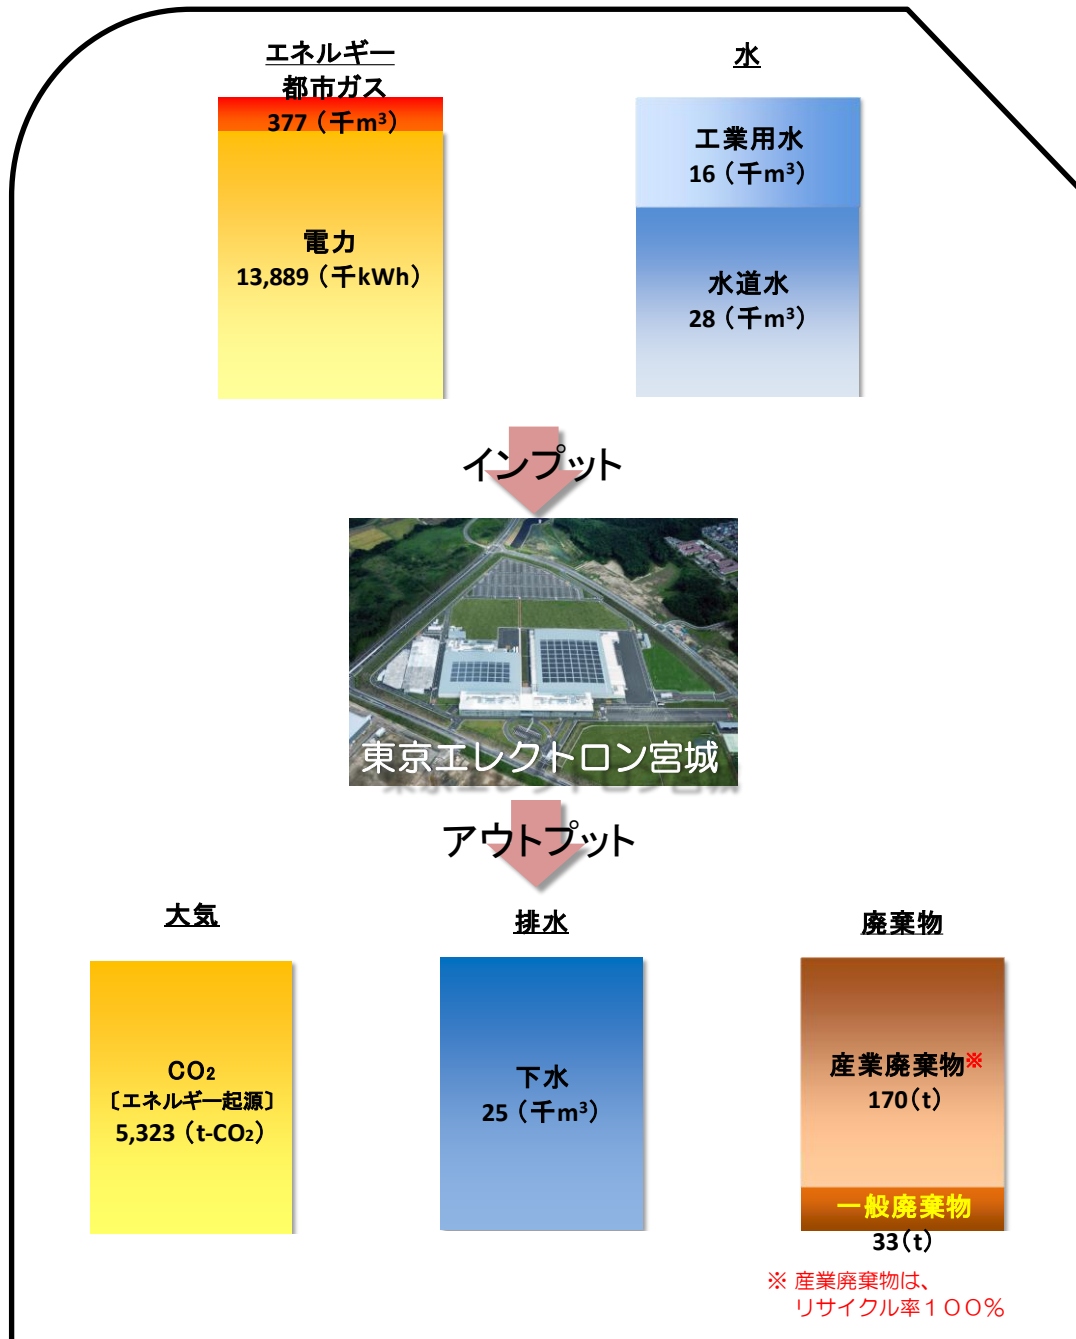 エネルギー
都市ガス
377（千m³）
電力
13,889（千kWh）
水
工業用水
16（千m³）
水道水
28（千m³）
インプット
東京エレクトロン宮城
アウトプット
大気
CO₂
〔エネルギー起源〕
5,323（t-CO₂）
排水
下水
25（千m³）
廃棄物
産業廃棄物※
170(t)
一般廃棄物
33(t)
※ 産業廃棄物は、
リサイクル率１００％